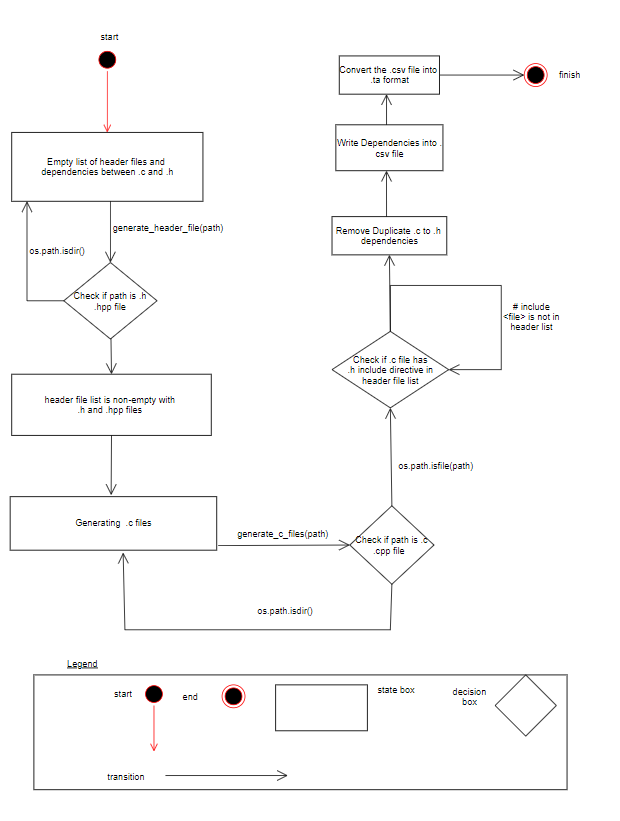 start
Empty list of header files and
dependencies between .c and .h
generate_header_file(path)
os.path.isdir()
Check if path is .h
.hpp file
header file list is non-empty with
.h and .hpp files
Generating .c files
generate_c_files(path)
Check if path is .c
.cpp file
os.path.isdir()
os.path.isfile(path)
Check if .c file has
.h include directive in
header file list
# include
<file> is not in
header list
Remove Duplicate .c to .h
dependencies
Write Dependencies into .
csv file
Convert the .csv file into
.ta format
finish
Legend
start
end
state box
decision
box
transition